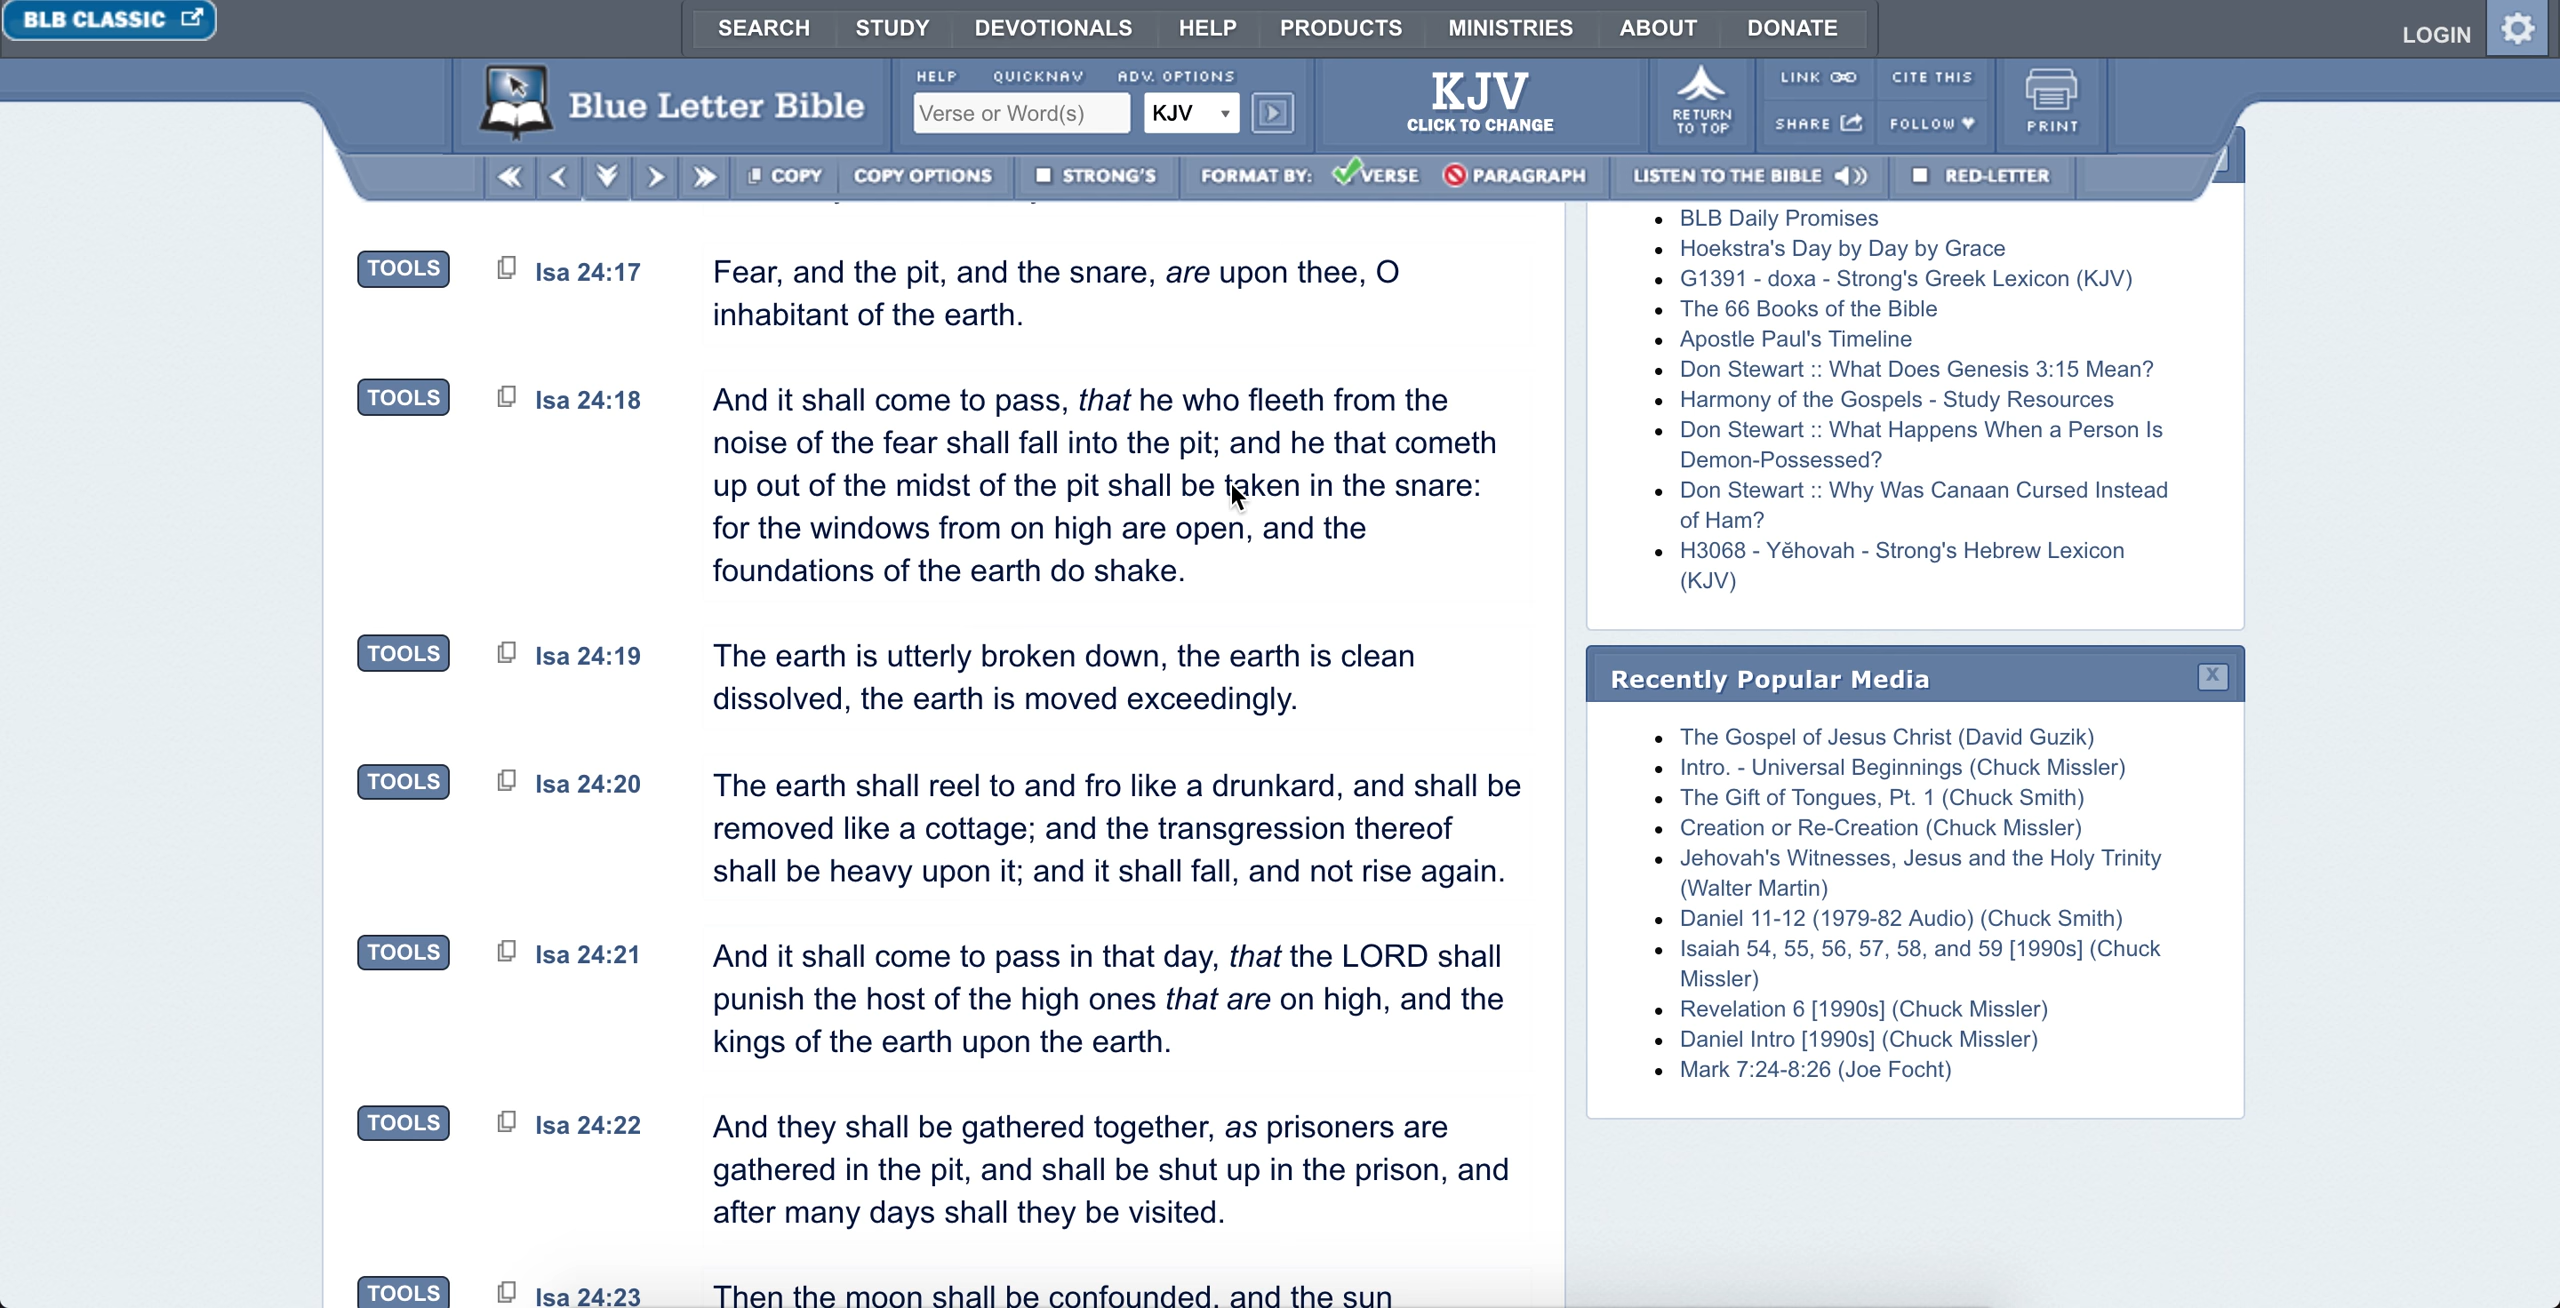 BLB CLASSIC
SEARCH STUDY DEVOTIONALS HELP PRODUCTS MINISTRIES ABOUT DONATE
LOGIN
Blue Letter Bible
HELP QUICKNAV ADV. OPTIONS
Verse or Word(s) KJV
KJV
CLICK TO CHANGE
RETURN
TO TOP
LINK CITE THIS
SHARE FOLLOW
PRINT
COPY COPY OPTIONS STRONG'S FORMAT BY: VERSE PARAGRAPH LISTEN TO THE BIBLE RED-LETTER
TOOLS Isa 24:17 Fear, and the pit, and the snare, are upon thee, O
inhabitant of the earth.
TOOLS Isa 24:18 And it shall come to pass, that he who fleeth from the
noise of the fear shall fall into the pit; and he that cometh
up out of the midst of the pit shall be taken in the snare:
for the windows from on high are open, and the
foundations of the earth do shake.
TOOLS Isa 24:19 The earth is utterly broken down, the earth is clean
dissolved, the earth is moved exceedingly.
TOOLS Isa 24:20 The earth shall reel to and fro like a drunkard, and shall be
removed like a cottage; and the transgression thereof
shall be heavy upon it; and it shall fall, and not rise again.
TOOLS Isa 24:21 And it shall come to pass in that day, that the LORD shall
punish the host of the high ones that are on high, and the
kings of the earth upon the earth.
TOOLS Isa 24:22 And they shall be gathered together, as prisoners are
gathered in the pit, and shall be shut up in the prison, and
after many days shall they be visited.
TOOLS Isa 24:23 Then the moon shall be confounded, and the sun
BLB Daily Promises
Hoekstra's Day by Day by Grace
G1391 - doxa - Strong's Greek Lexicon (KJV)
The 66 Books of the Bible
Apostle Paul's Timeline
Don Stewart :: What Does Genesis 3:15 Mean?
Harmony of the Gospels - Study Resources
Don Stewart :: What Happens When a Person Is
Demon-Possessed?
Don Stewart :: Why Was Canaan Cursed Instead
of Ham?
H3068 - Yĕhovah - Strong's Hebrew Lexicon
(KJV)
Recently Popular Media X
The Gospel of Jesus Christ (David Guzik)
Intro. - Universal Beginnings (Chuck Missler)
The Gift of Tongues, Pt. 1 (Chuck Smith)
Creation or Re-Creation (Chuck Missler)
Jehovah's Witnesses, Jesus and the Holy Trinity
(Walter Martin)
Daniel 11-12 (1979-82 Audio) (Chuck Smith)
Isaiah 54, 55, 56, 57, 58, and 59 [1990s] (Chuck
Missler)
Revelation 6 [1990s] (Chuck Missler)
Daniel Intro [1990s] (Chuck Missler)
Mark 7:24-8:26 (Joe Focht)